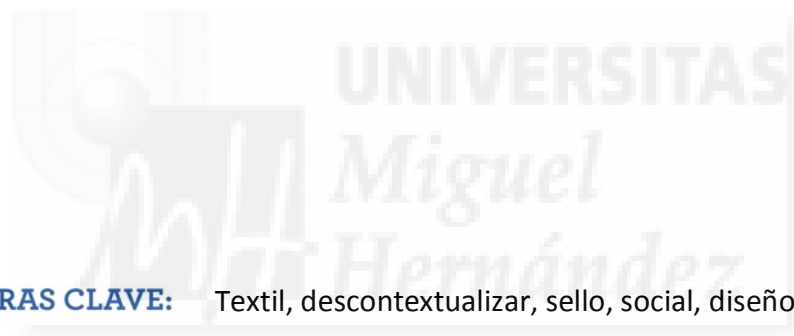 UNIVERSITAS
Miguel
Hernández
RAS CLAVE: Textil, descontextualizar, sello, social, diseño